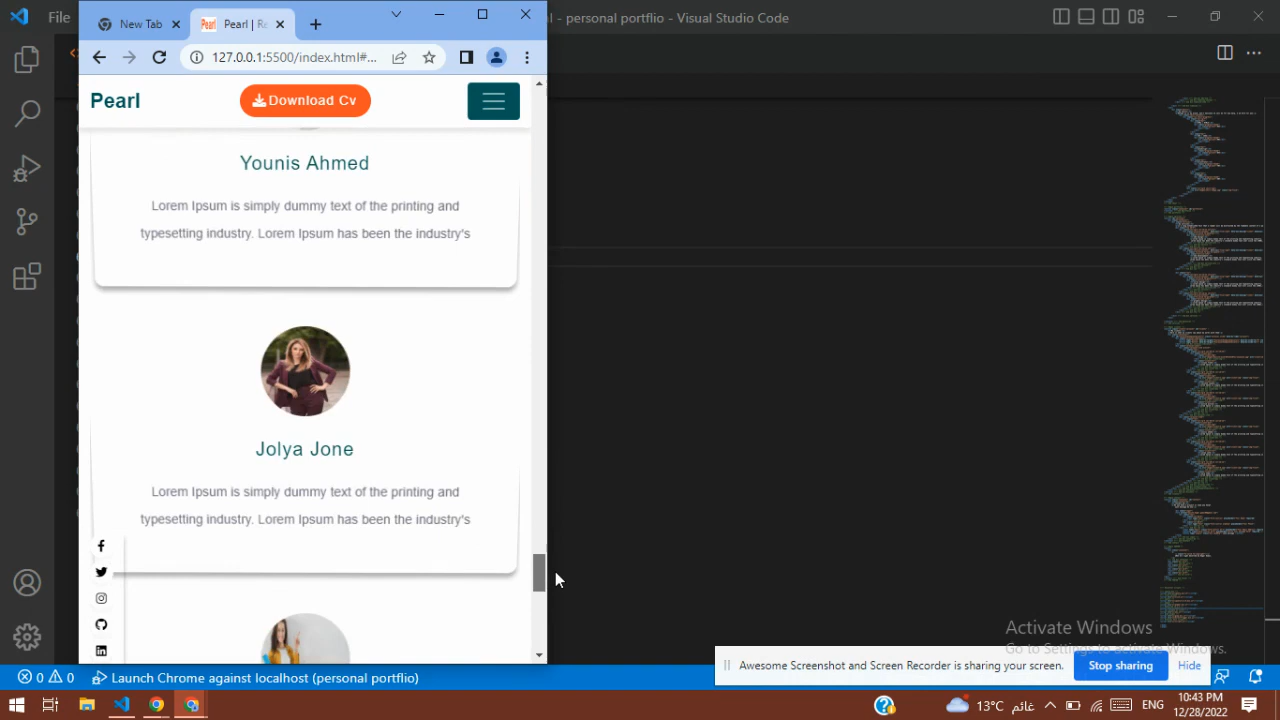 File
- personal portflio - Visual Studio Code
New Tab
Pearl
Pearl | Re
127.0.0.1:5500/index.html#...
Pearl
Download Cv
Younis Ahmed
Lorem Ipsum is simply dummy text of the printing and
typesetting industry. Lorem Ipsum has been the industry's
Jolya Jone
Lorem Ipsum is simply dummy text of the printing and
typesetting industry. Lorem Ipsum has been the industry's
Activate Windows
Go to Settings to activate Windows.
Awesome Screenshot and Screen Recorder is sharing your screen.
Stop sharing
Hide
0
0
Launch Chrome against localhost (personal portflio)
13°C
غائم
ENG
10:43 PM
12/28/2022